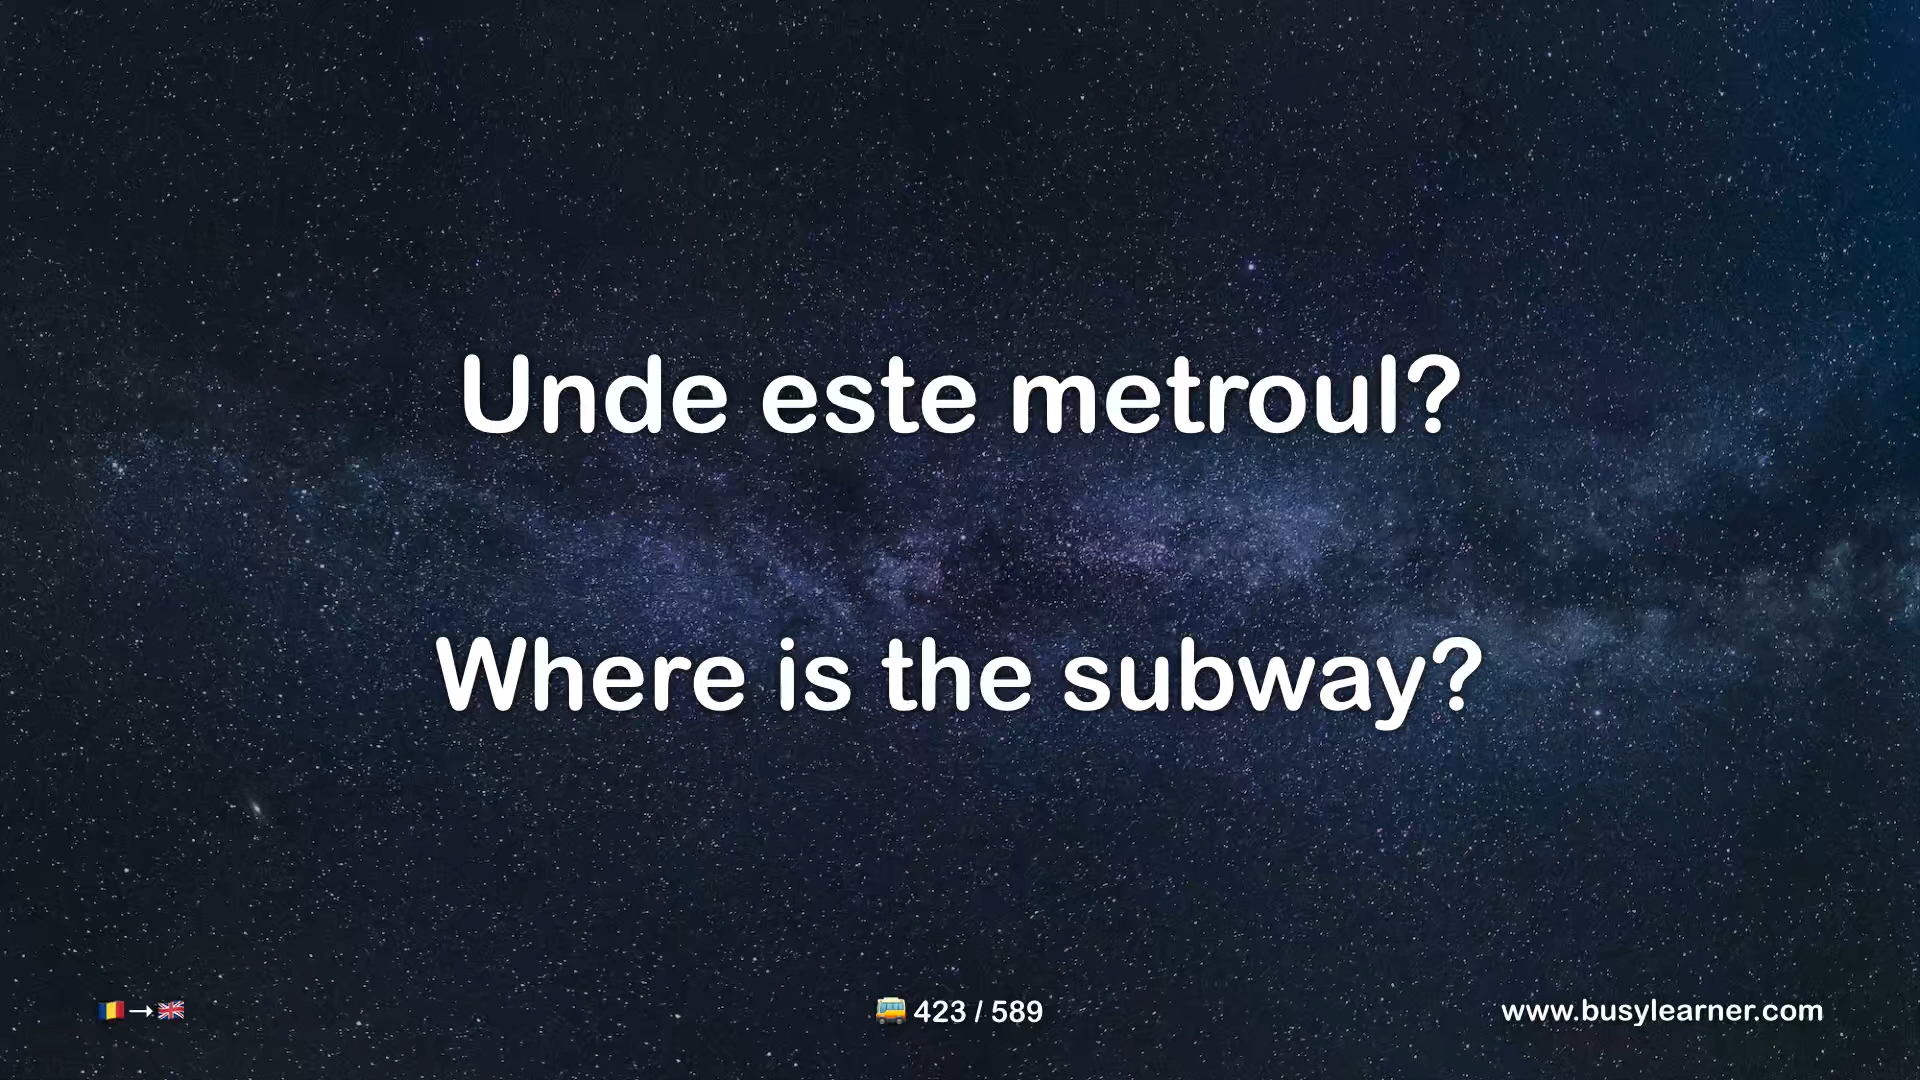 Unde este metroul?
Where is the subway?
423 / 589
www.busylearner.com